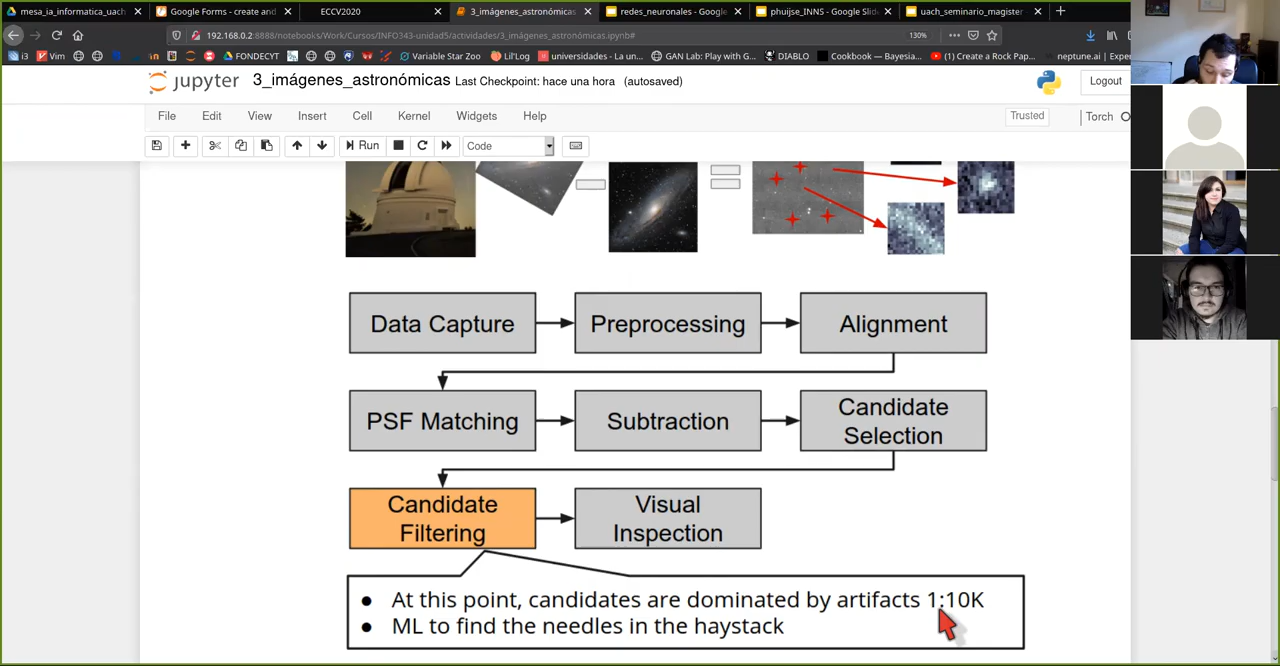 mesa_ia_informatica_uach
Google Forms - create and
ECCV2020
3_imágenes_astronómicas
redes_neuronales - Google
phuijse_INNS - Google Slide
uach_seminario_magister
192.168.0.2:8888/notebooks/Work/Cursos/INFO343-unidad5/actividades/3_imágenes_astronómicas.ipynb#
130%
i3
Vim
FONDECYT
Variable Star Zoo
Lil'Log
universidades - La un...
GAN Lab: Play with G...
DIABLO
Cookbook — Bayesia...
(1) Create a Rock Pap...
neptune.ai | Exper
jupyter
3_imágenes_astronómicas
Last Checkpoint: hace una hora (autosaved)
Logout
File Edit View Insert Cell Kernel Widgets Help
Trusted
Torch
Run
Code
Data Capture
Preprocessing
Alignment
PSF Matching
Subtraction
Candidate
Selection
Candidate
Filtering
Visual
Inspection
● At this point, candidates are dominated by artifacts 1:10K
● ML to find the needles in the haystack